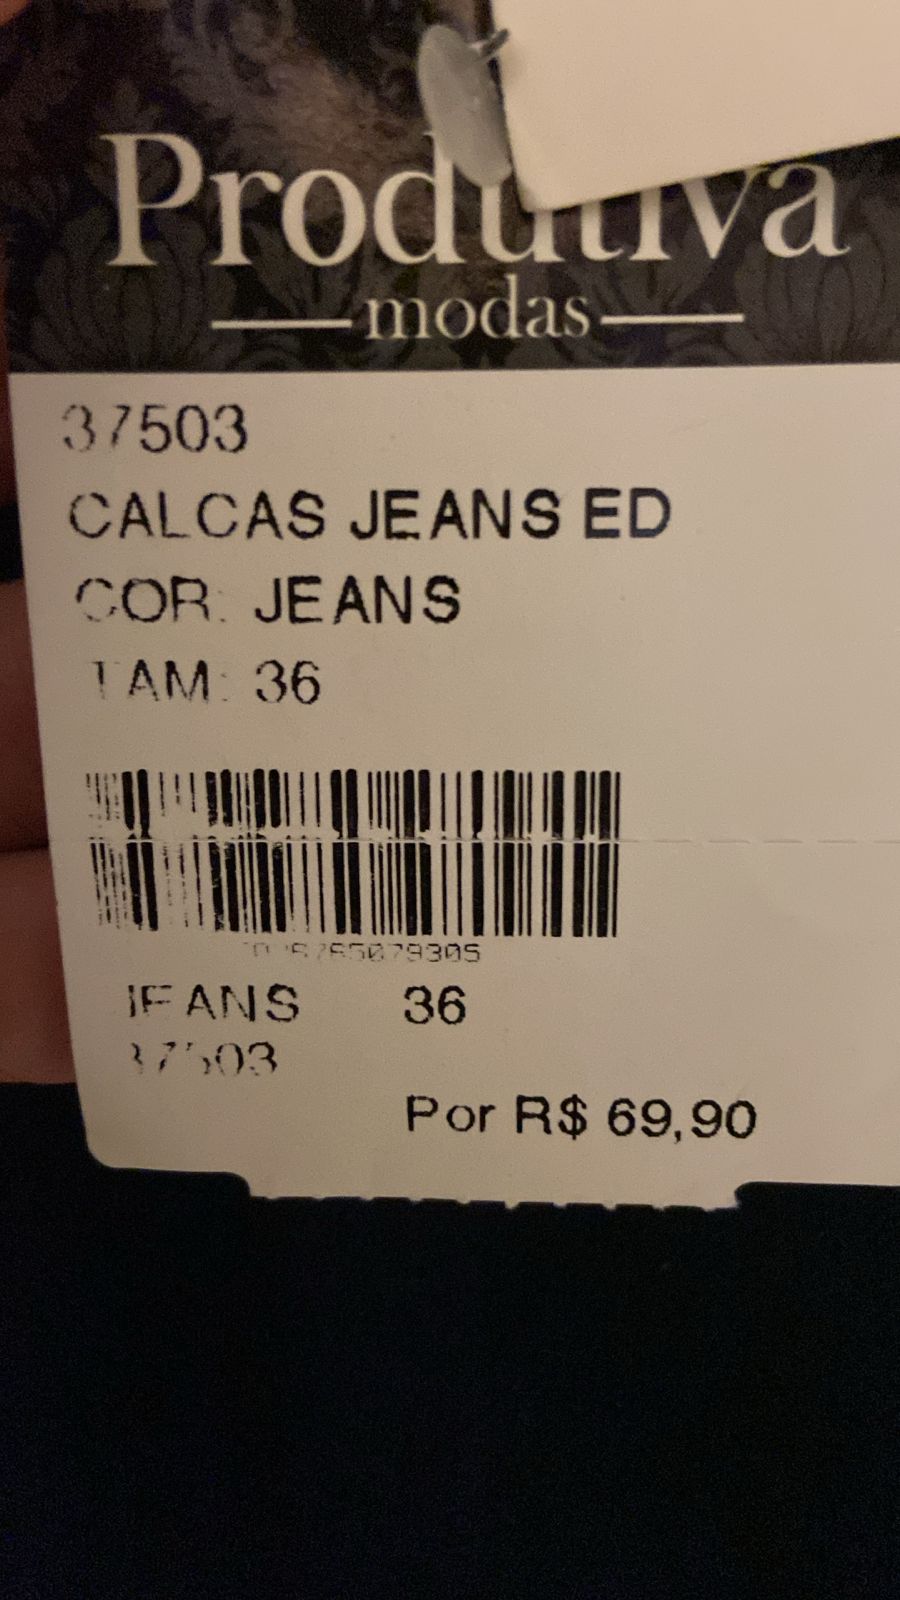 Produtiva
modas
37503
CALCAS JEANS ED
COR: JEANS
TAM: 36
JEANS 36
37503
Por R$ 69,90